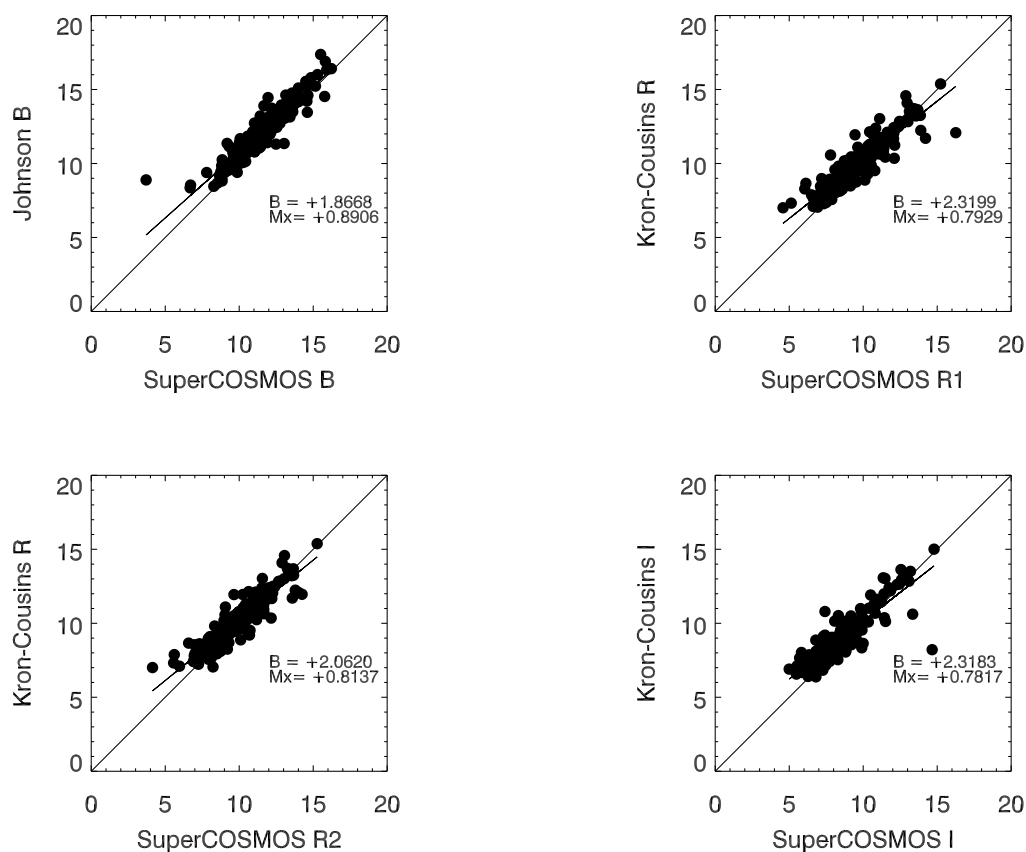 20
15
10
5
0
Johnson B
B = +1.8668
Mx= +0.8906
0 5 10 15 20
SuperCOSMOS B
20
15
10
5
0
Kron-Cousins R
B = +2.3199
Mx= +0.7929
0 5 10 15 20
SuperCOSMOS R1
20
15
10
5
0
Kron-Cousins R
B = +2.0620
Mx= +0.8137
0 5 10 15 20
SuperCOSMOS R2
20
15
10
5
0
Kron-Cousins I
B = +2.3183
Mx= +0.7817
0 5 10 15 20
SuperCOSMOS I